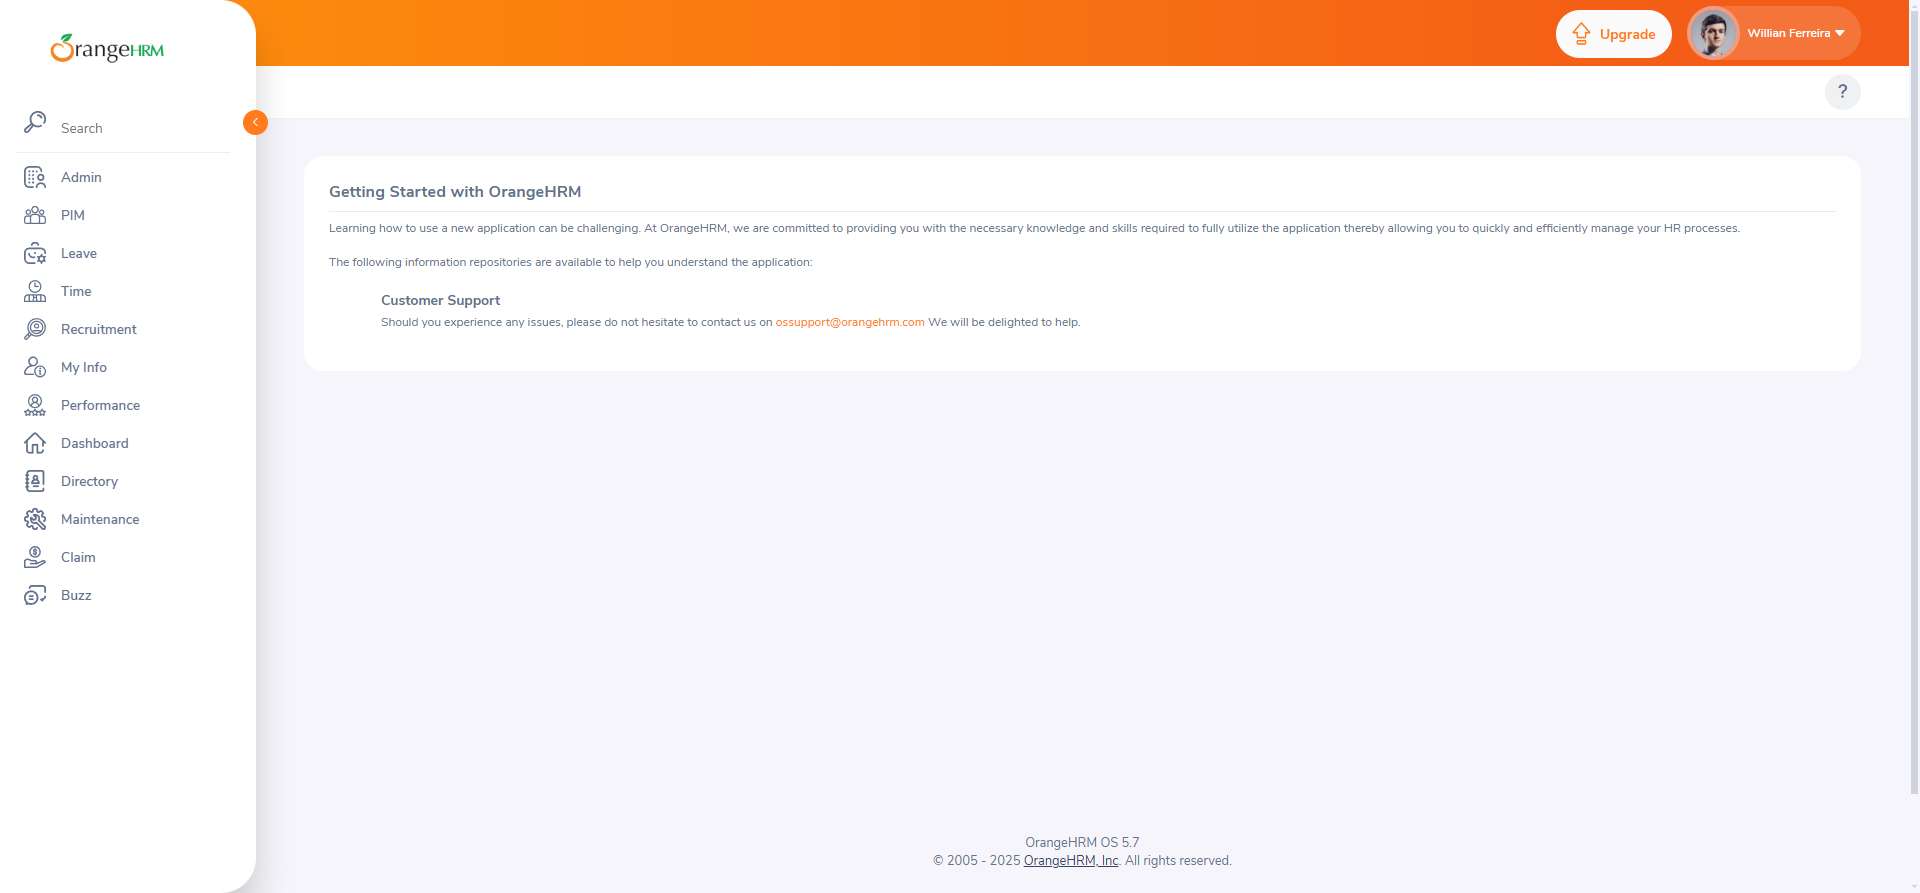 OrangeHRM
Upgrade
Willian Ferreira
?
Search
Admin
PIM
Leave
Time
Recruitment
My Info
Performance
Dashboard
Directory
Maintenance
Claim
Buzz
Getting Started with OrangeHRM
Learning how to use a new application can be challenging. At OrangeHRM, we are committed to providing you with the necessary knowledge and skills required to fully utilize the application thereby allowing you to quickly and efficiently manage your HR processes.
The following information repositories are available to help you understand the application:
Customer Support
Should you experience any issues, please do not hesitate to contact us on ossupport@orangehrm.com We will be delighted to help.
OrangeHRM OS 5.7
© 2005 - 2025 OrangeHRM, Inc. All rights reserved.